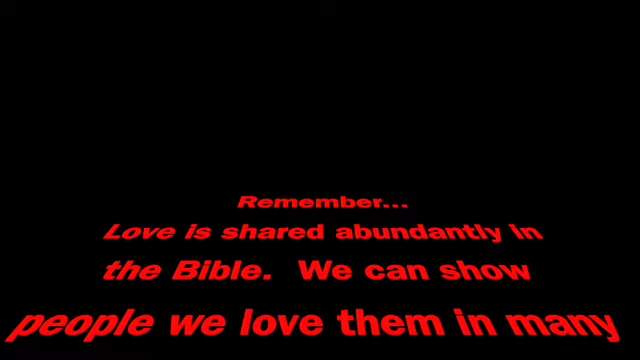 Remember...
Love is shared abundantly in
the Bible.  We can show
people we love them in many